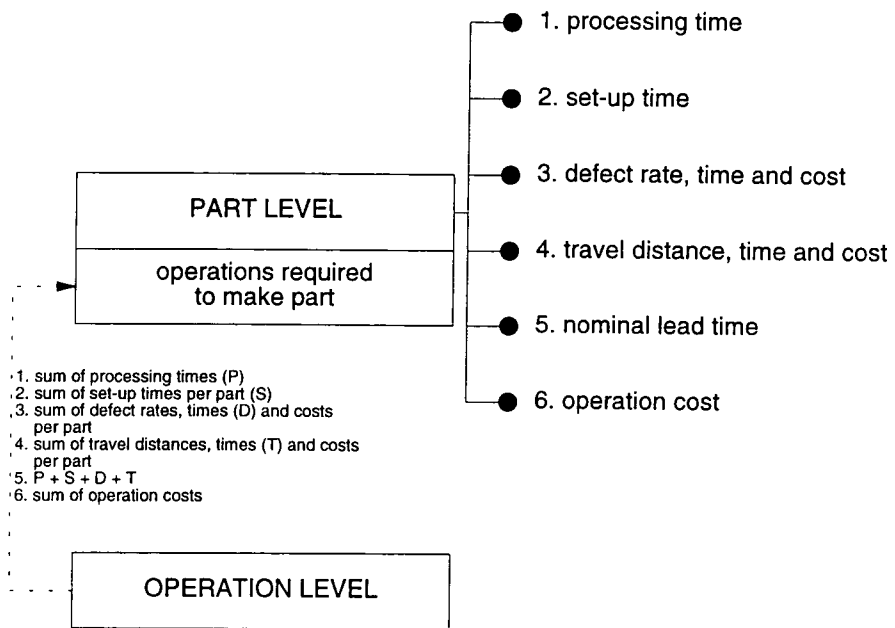 1. processing time
2. set-up time
3. defect rate, time and cost
PART LEVEL
4. travel distance, time and cost
operations required
to make part
5. nominal lead time
6. operation cost
1. sum of processing times (P)
2. sum of set-up times per part (S)
3. sum of defect rates, times (D) and costs
per part
4. sum of travel distances, times (T) and costs
per part
5. P + S + D + T
6. sum of operation costs
OPERATION LEVEL